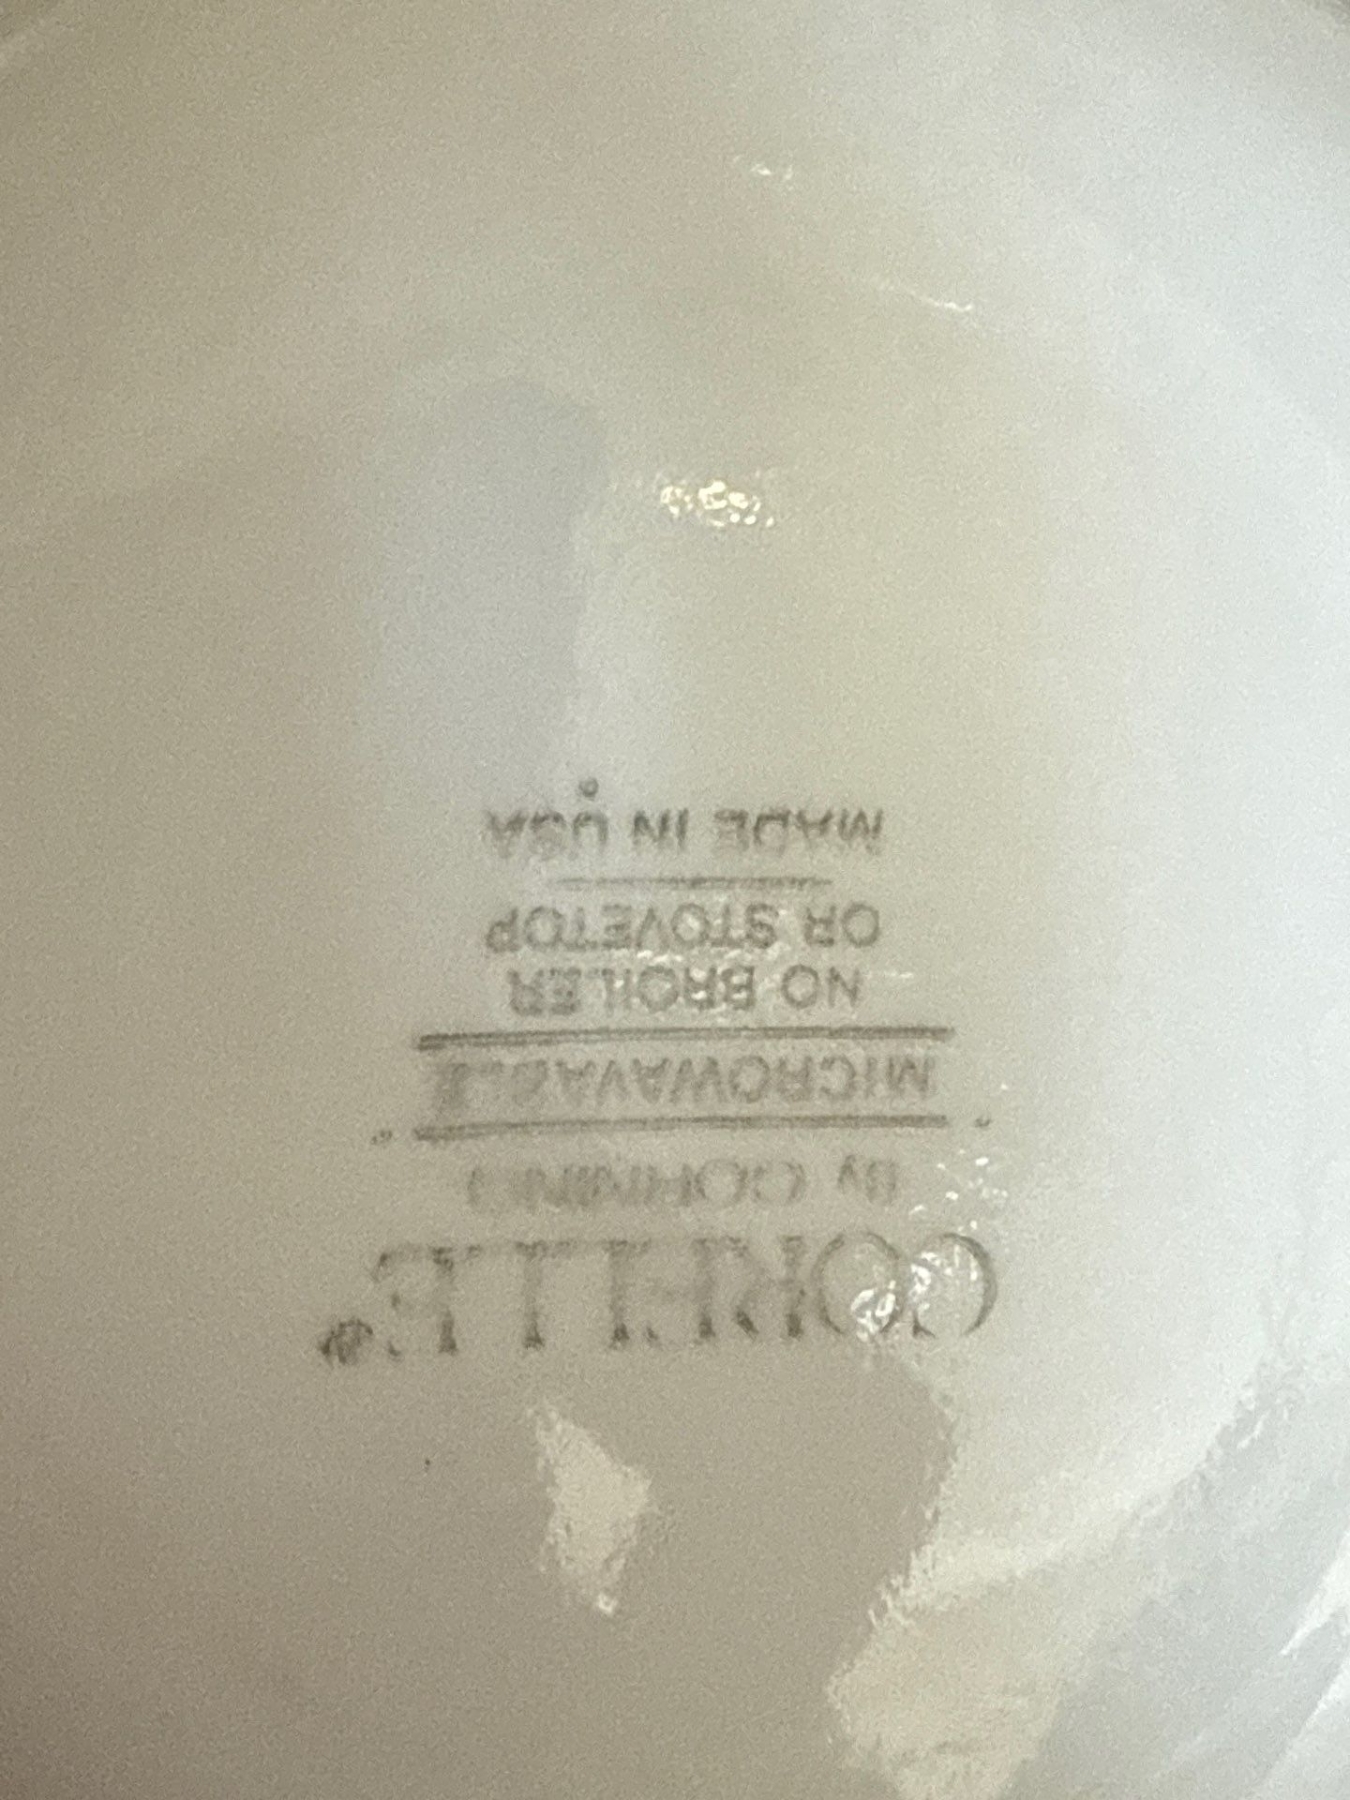 CORELLE®
By CORNING
MICROWAVABLE
NO BROILER
OR STOVETOP
MADE IN USA